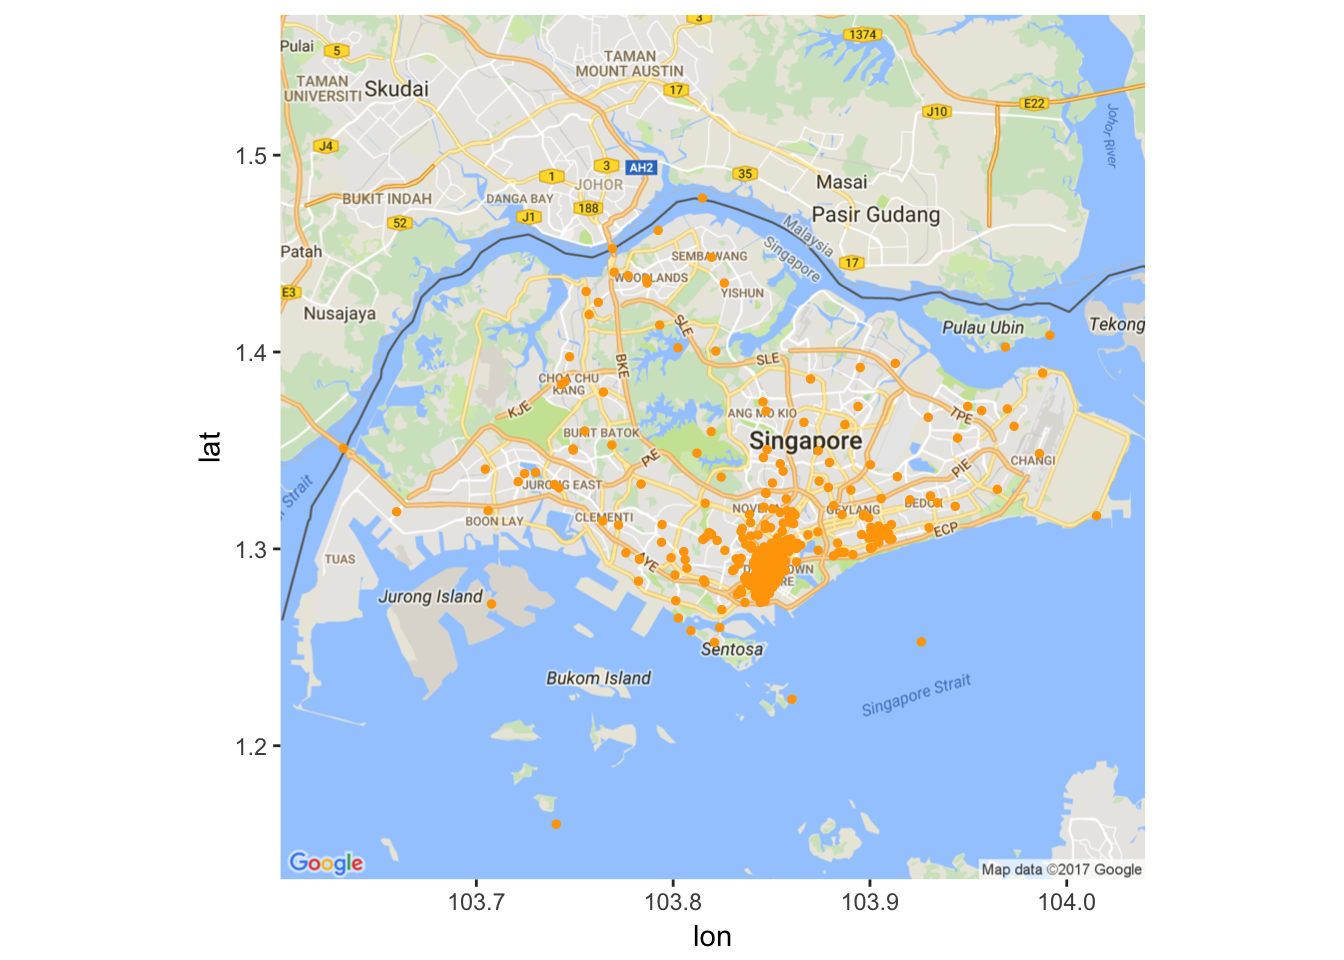 3
1374
Pulai
5
TAMAN
MOUNT AUSTIN
TAMAN
UNIVERSITI
Skudai
17
E22
J10
Johor River
J4
1.5
3
AH2
1
35
JOHOR
Masai
BUKIT INDAH
DANGA BAY
188
J1
Pasir Gudang
52
Malaysia
Singapore
Patah
SEMBAWANG
17
WOODLANDS
E3
YISHUN
Nusajaya
SLE
Pulau Ubin
Tekong
1.4
BKE
SLE
CHOA CHU
KANG
KJE
ANG MO KIO
TPE
BUKIT BATOK
Singapore
lat
PIE
PIE
CHANGI
JURONG EAST
Strait
BEDOK
NOVENA
GEYLANG
BOON LAY
CLEMENTI
ECP
1.3
TUAS
AYE
Jurong Island
Sentosa
Bukom Island
Singapore Strait
1.2
Google
Map data ©2017 Google
103.7
103.8
103.9
104.0
lon